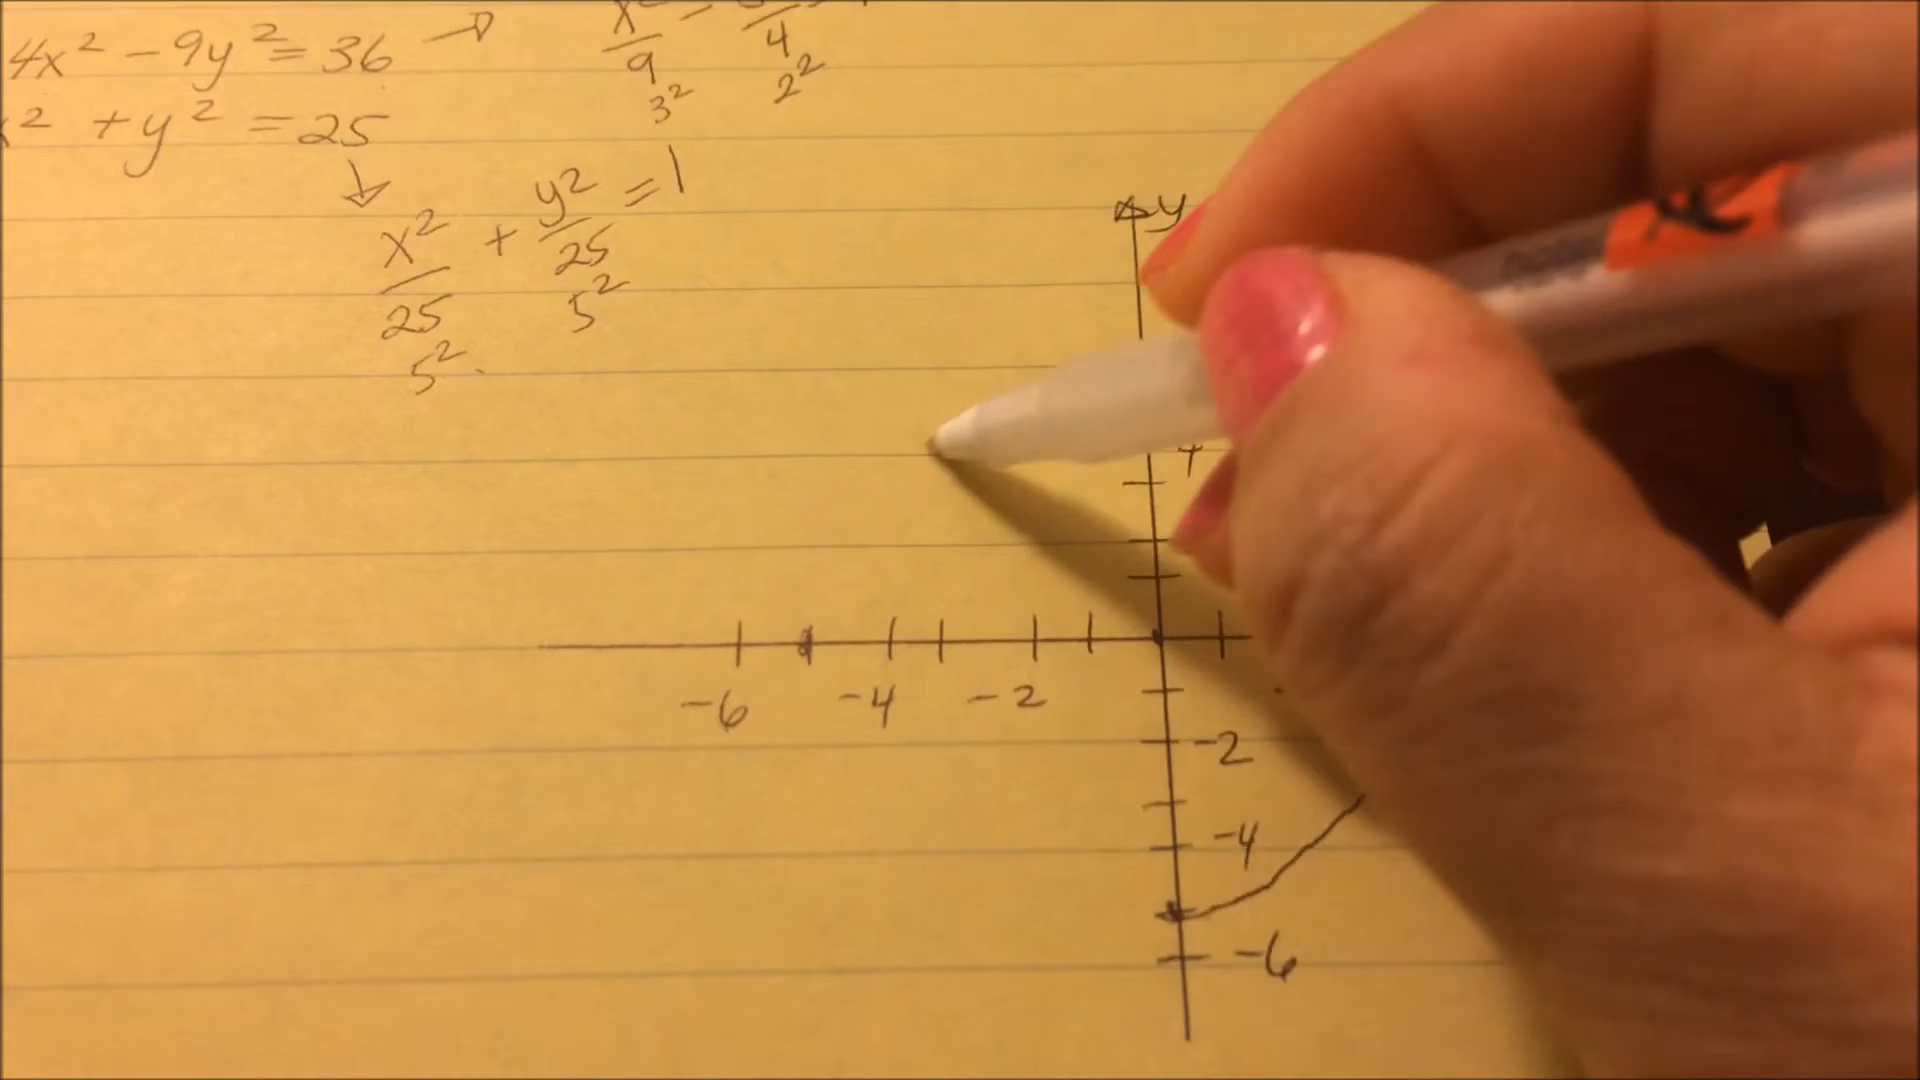 4x² - 9y² = 36 → x²/9 - /4
3² 2²
x² + y² = 25
↓
x²/25 + y²/25 = 1
5² 5²
y
4
-6 -4 -2
-2
-4
-6